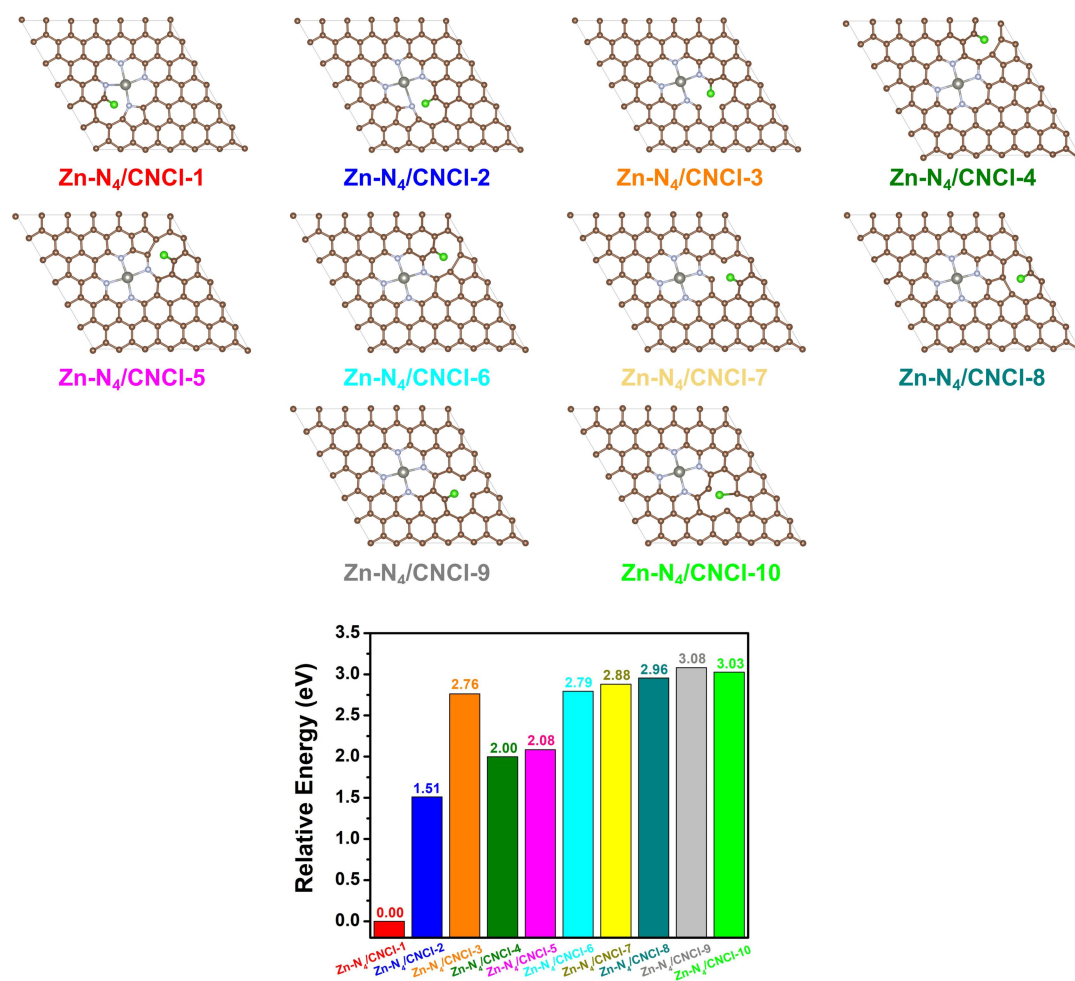 Zn-N₄/CNCl-1 Zn-N₄/CNCl-2 Zn-N₄/CNCl-3 Zn-N₄/CNCl-4
Zn-N₄/CNCl-5 Zn-N₄/CNCl-6 Zn-N₄/CNCl-7 Zn-N₄/CNCl-8
Zn-N₄/CNCl-9 Zn-N₄/CNCl-10
Relative Energy (eV)
3.5
3.0
2.5
2.0
1.5
1.0
0.5
0.0
0.00
1.51
2.76
2.00
2.08
2.79
2.88
2.96
3.08
3.03
Zn-N₄/CNCl-1
Zn-N₄/CNCl-2
Zn-N₄/CNCl-3
Zn-N₄/CNCl-4
Zn-N₄/CNCl-5
Zn-N₄/CNCl-6
Zn-N₄/CNCl-7
Zn-N₄/CNCl-8
Zn-N₄/CNCl-9
Zn-N₄/CNCl-10